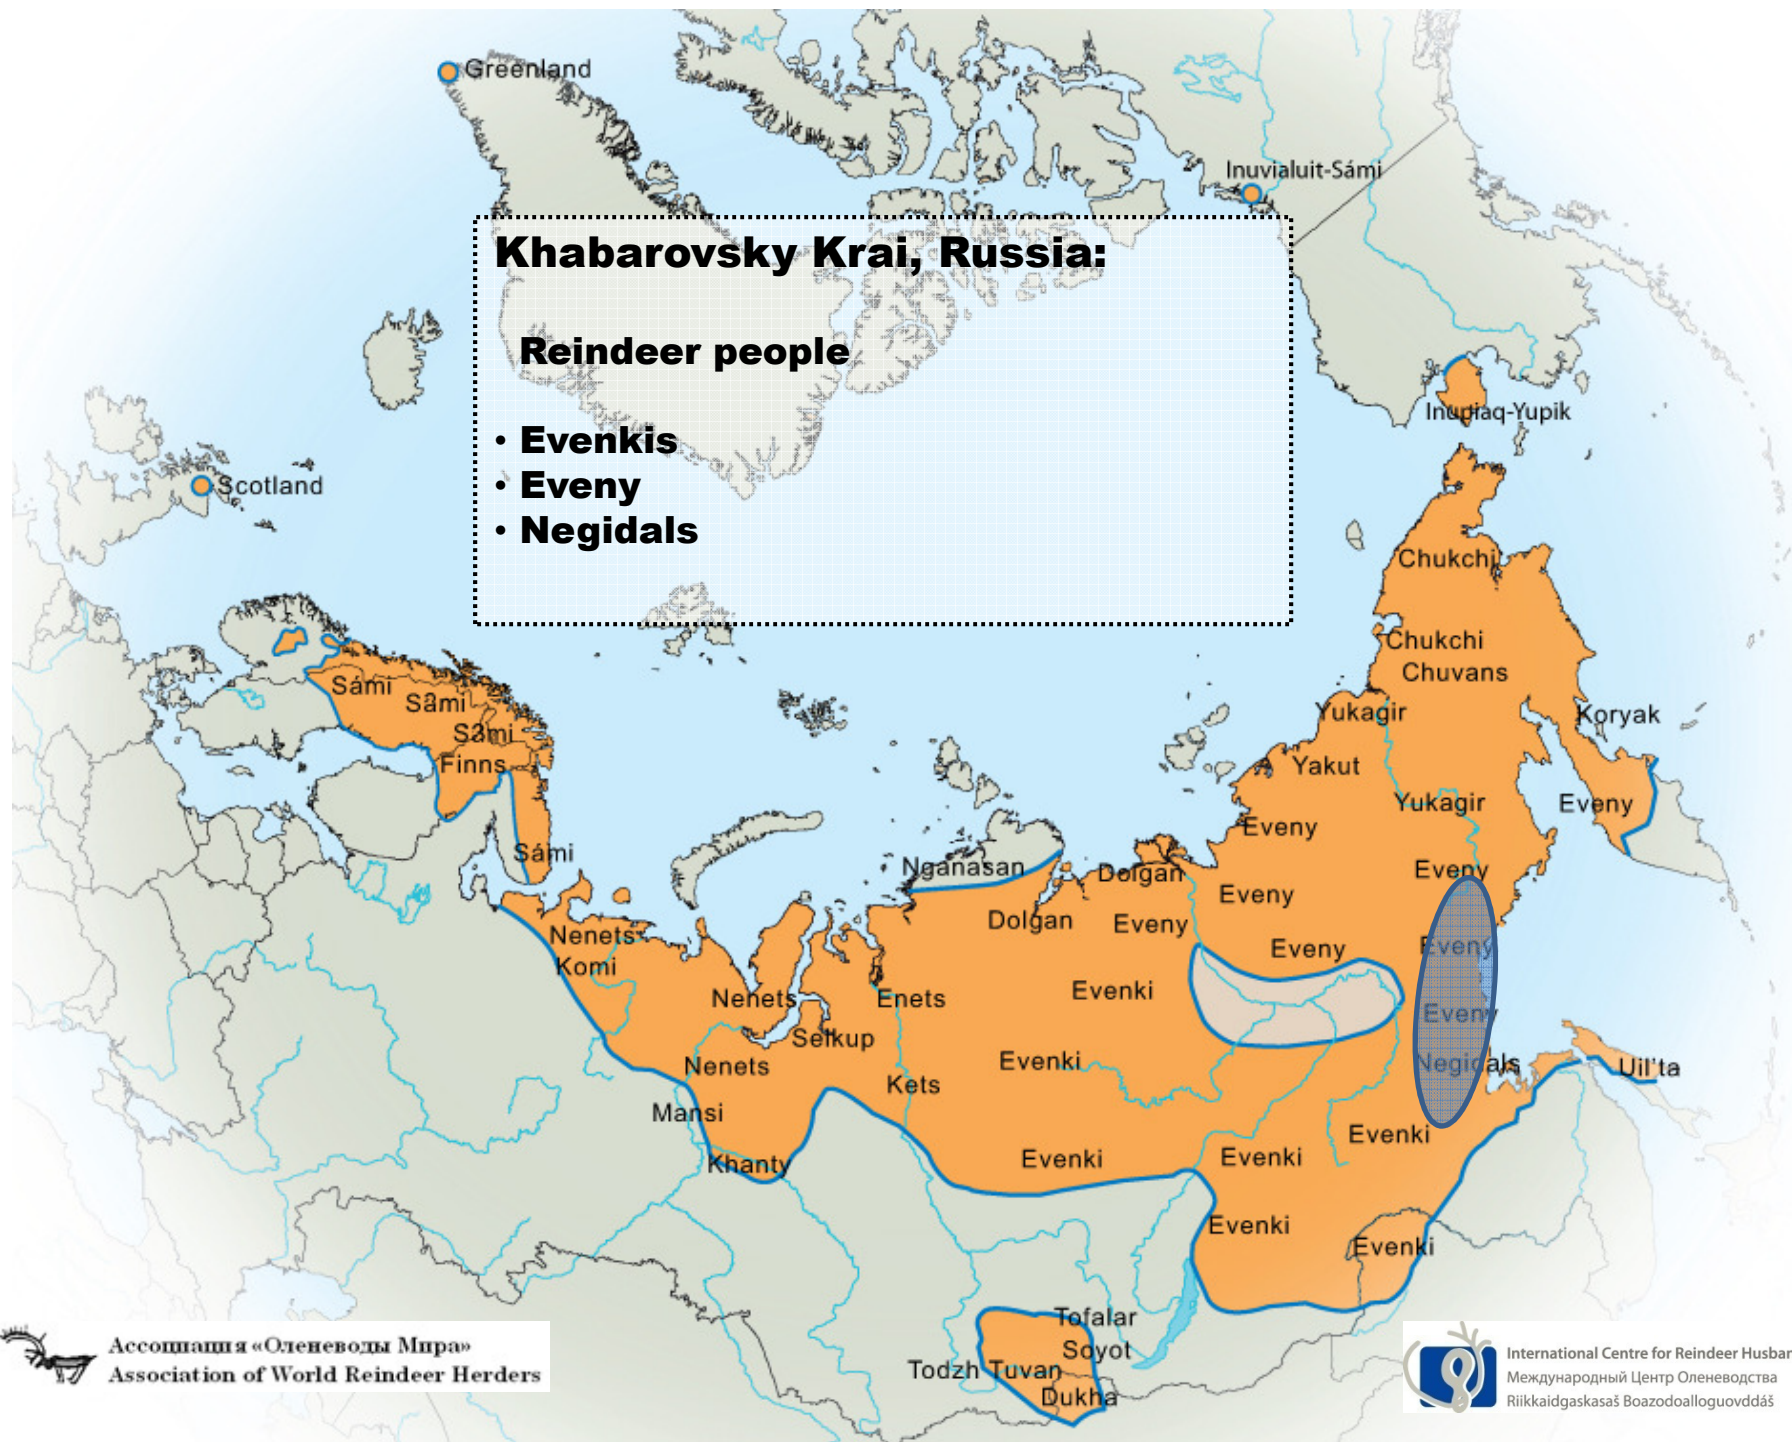 Greenland
Inuvialuit-Sámi
Khabarovsky Krai, Russia:
Reindeer people
• Evenkis
• Eveny
• Negidals
Inupiaq-Yupik
Scotland
Chukchi
Chukchi
Chuvans
Sámi
Sámi
Sámi
Finns
Sámi
Yukagir
Koryak
Yakut
Yukagir
Eveny
Eveny
Eveny
Nganasan
Dolgan
Eveny
Dolgan
Eveny
Eveny
Eveny
Nenets
Komi
Nenets
Enets
Evenki
Eveny
Selkup
Nenets
Evenki
Negidals
Uil'ta
Kets
Mansi
Evenki
Khanty
Evenki
Evenki
Evenki
Evenki
Tofalar
Soyot
Todzh Tuvan
Dukha
Ассоциация «Оленеводы Мира»
Association of World Reindeer Herders
International Centre for Reindeer Husban
Международный Центр Оленеводства
Riikkaidgaskasaš Boazodoalloguovddáš